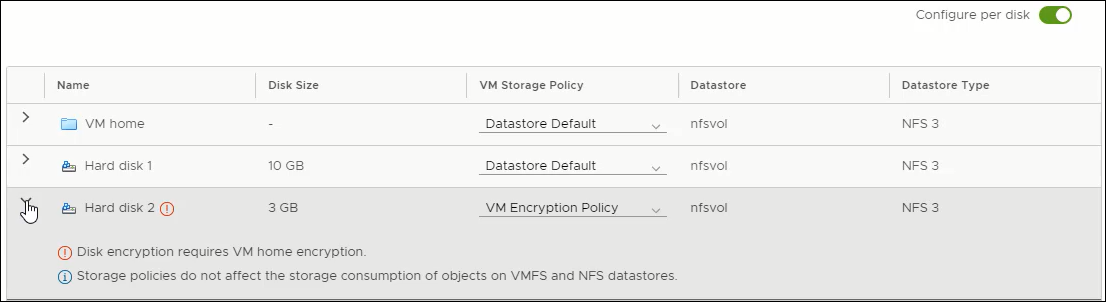 Configure per disk
Name Disk Size VM Storage Policy Datastore Datastore Type
VM home - Datastore Default nfsvol NFS 3
Hard disk 1 10 GB Datastore Default nfsvol NFS 3
Hard disk 2 3 GB VM Encryption Policy nfsvol NFS 3
Disk encryption requires VM home encryption.
Storage policies do not affect the storage consumption of objects on VMFS and NFS datastores.